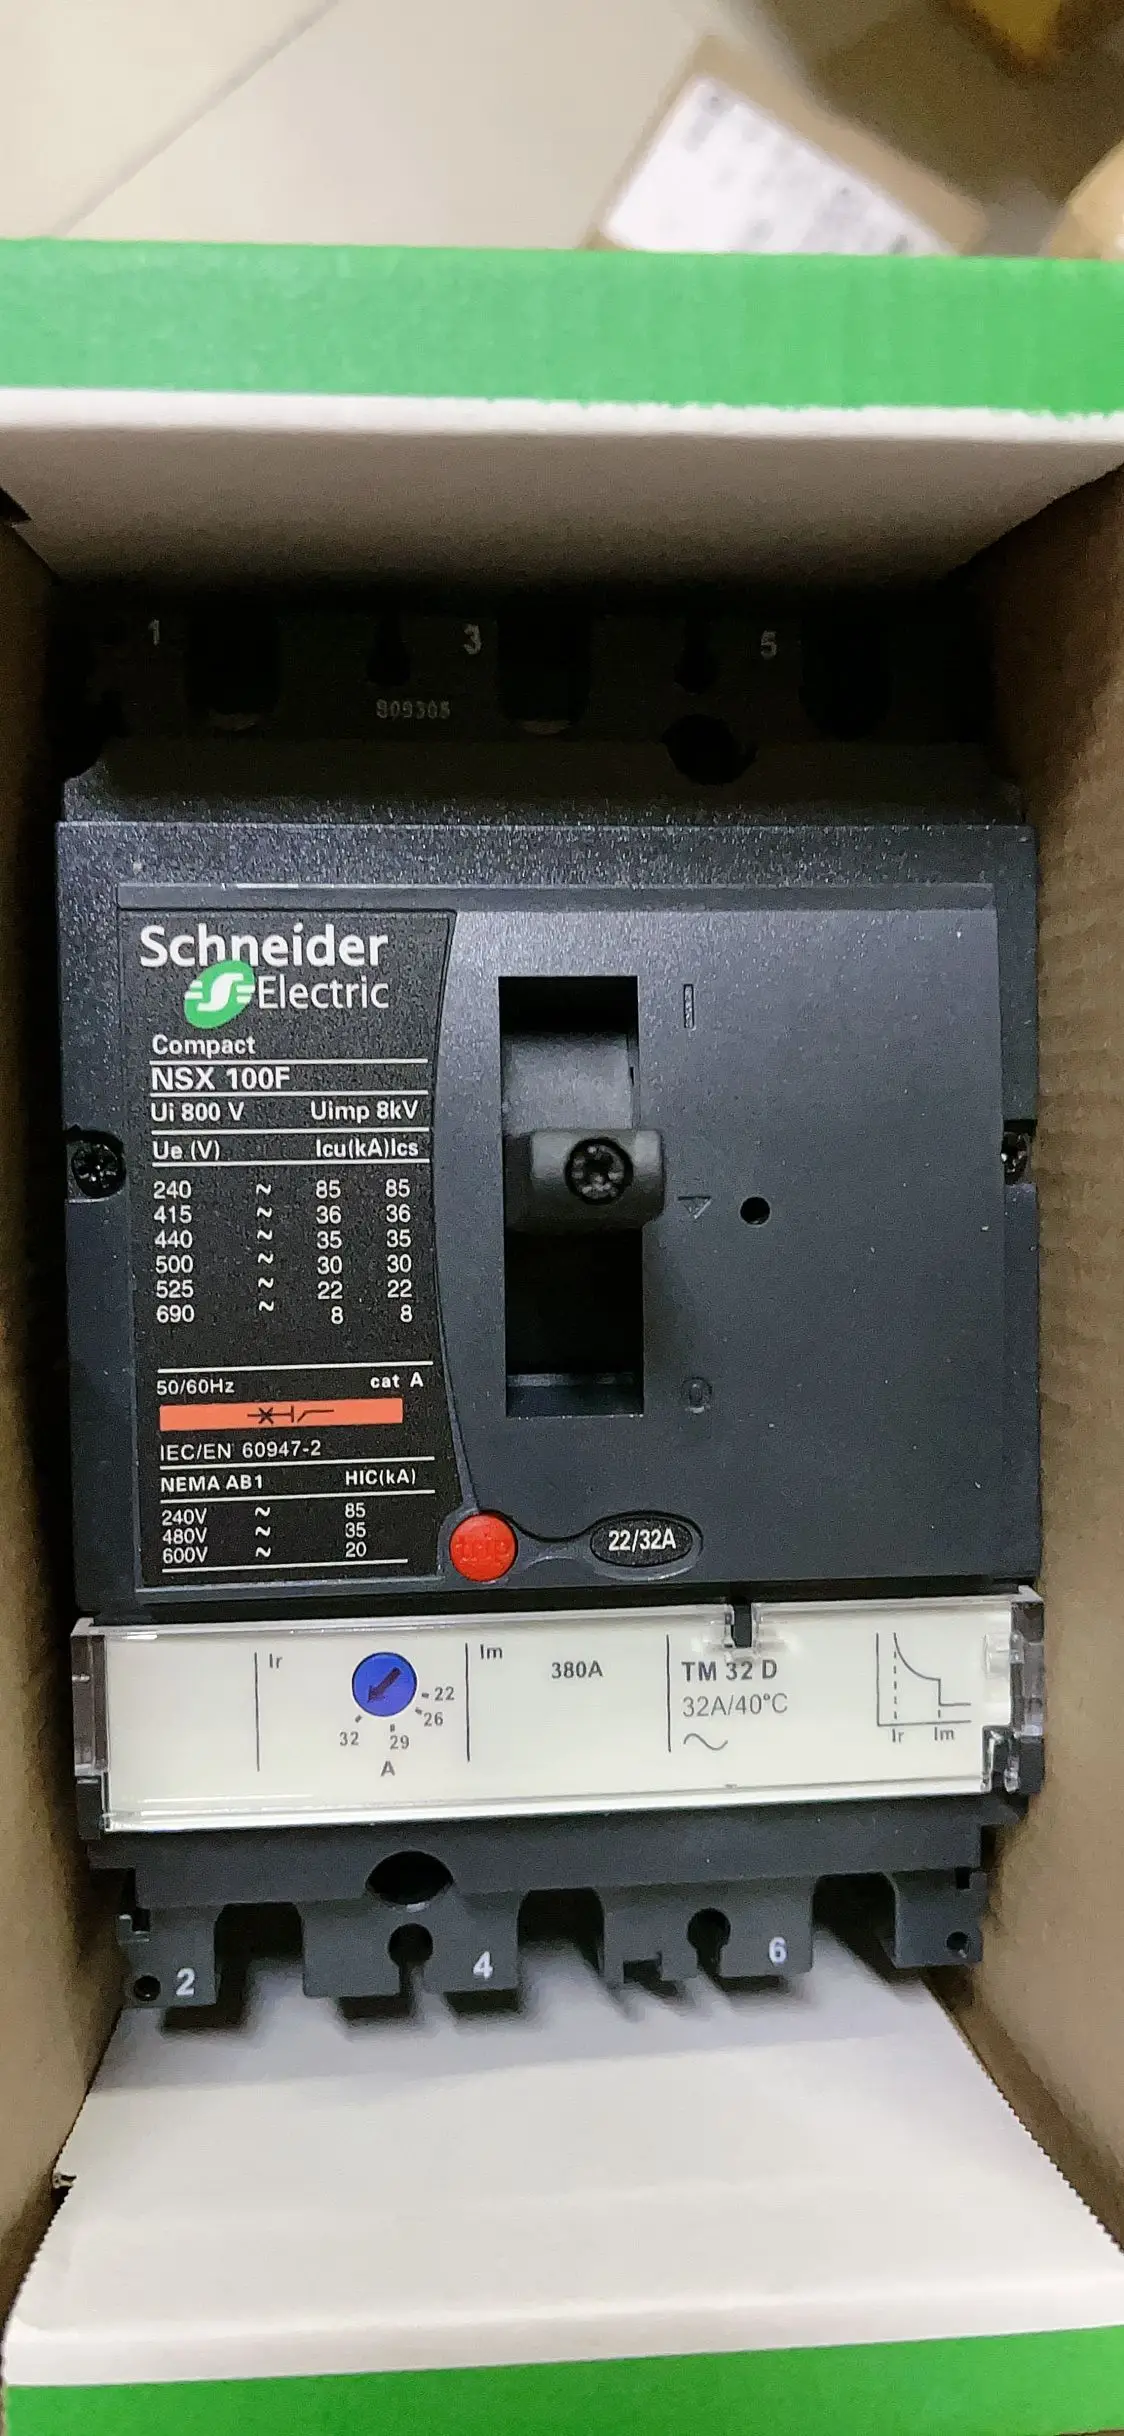 1 3 5
809305
Schneider
Electric
Compact
NSX 100F
Ui 800 V Uimp 8kV
Ue (V) Icu(kA)Ics
240 ~ 85 85
415 ~ 36 36
440 ~ 35 35
500 ~ 30 30
525 ~ 22 22
690 ~ 8 8
50/60Hz cat A
IEC/EN 60947-2
NEMA AB1 HIC(kA)
240V ~ 85
480V ~ 35
600V ~ 20
I
O
trip
22/32A
Ir
22
26
29
32
A
Im 380A
TM 32 D
32A/40°C
~
Ir Im
2 4 6